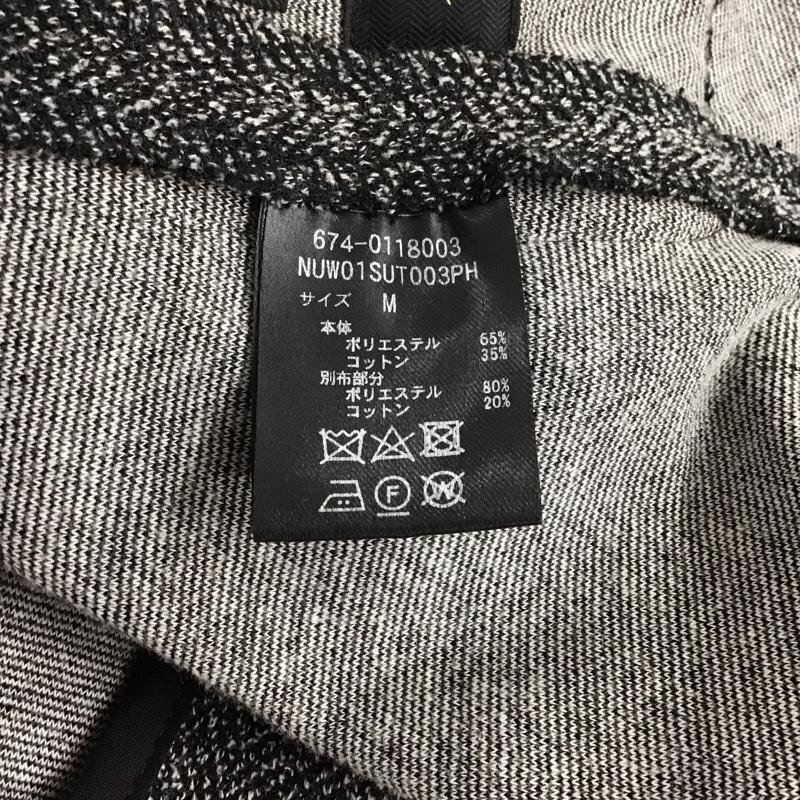 674-0118003
NUW01SUT003PH
サイズ M
本体
ポリエステル 65%
コットン 35%
別布部分
ポリエステル 80%
コットン 20%
F W